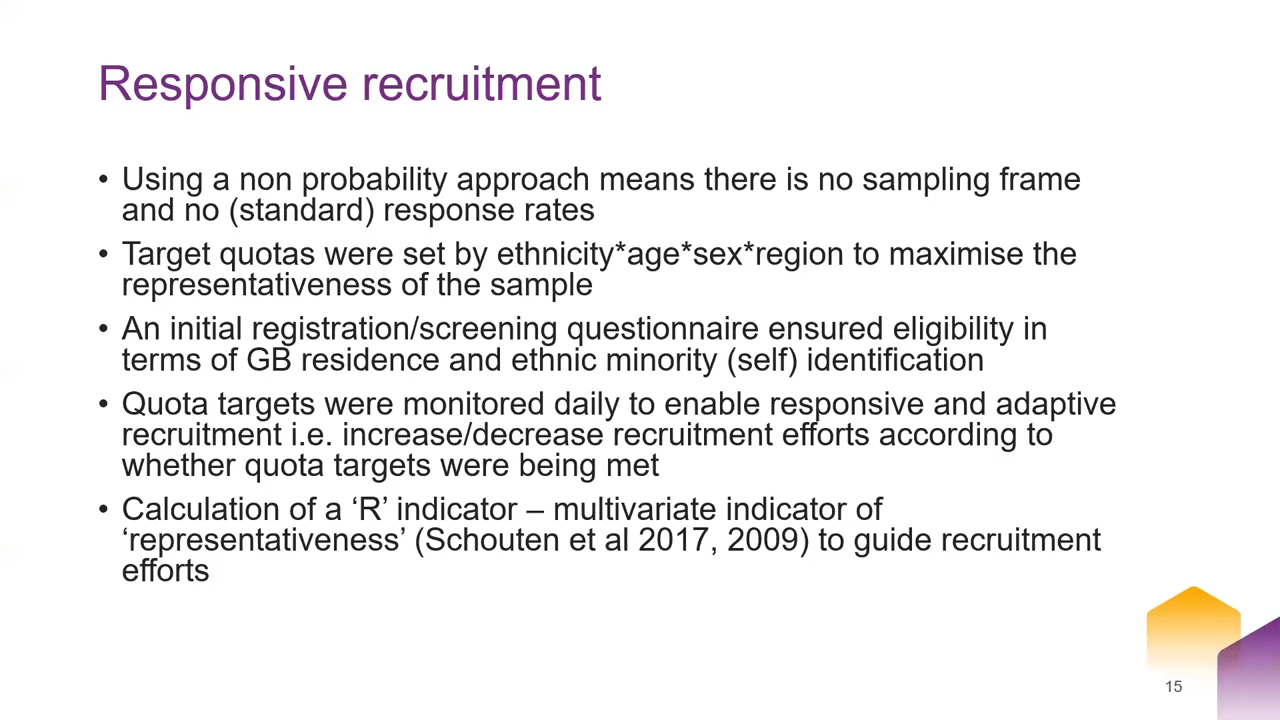 Responsive recruitment
• Using a non probability approach means there is no sampling frame
and no (standard) response rates
• Target quotas were set by ethnicity*age*sex*region to maximise the
representativeness of the sample
• An initial registration/screening questionnaire ensured eligibility in
terms of GB residence and ethnic minority (self) identification
• Quota targets were monitored daily to enable responsive and adaptive
recruitment i.e. increase/decrease recruitment efforts according to
whether quota targets were being met
• Calculation of a ‘R’ indicator – multivariate indicator of
‘representativeness’ (Schouten et al 2017, 2009) to guide recruitment
efforts
15